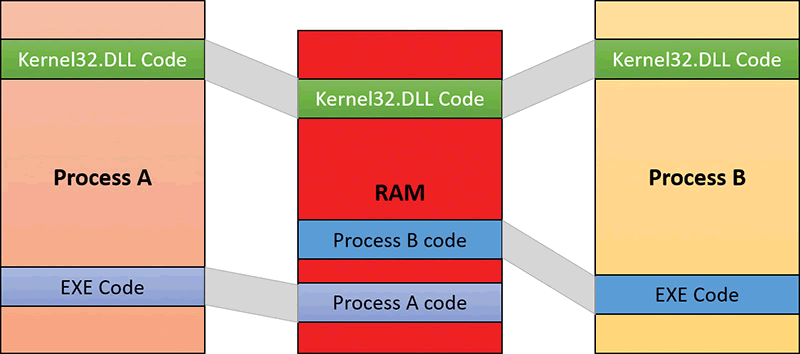 Kernel32.DLL Code
Process A
EXE Code
Kernel32.DLL Code
RAM
Process B code
Process A code
Kernel32.DLL Code
Process B
EXE Code